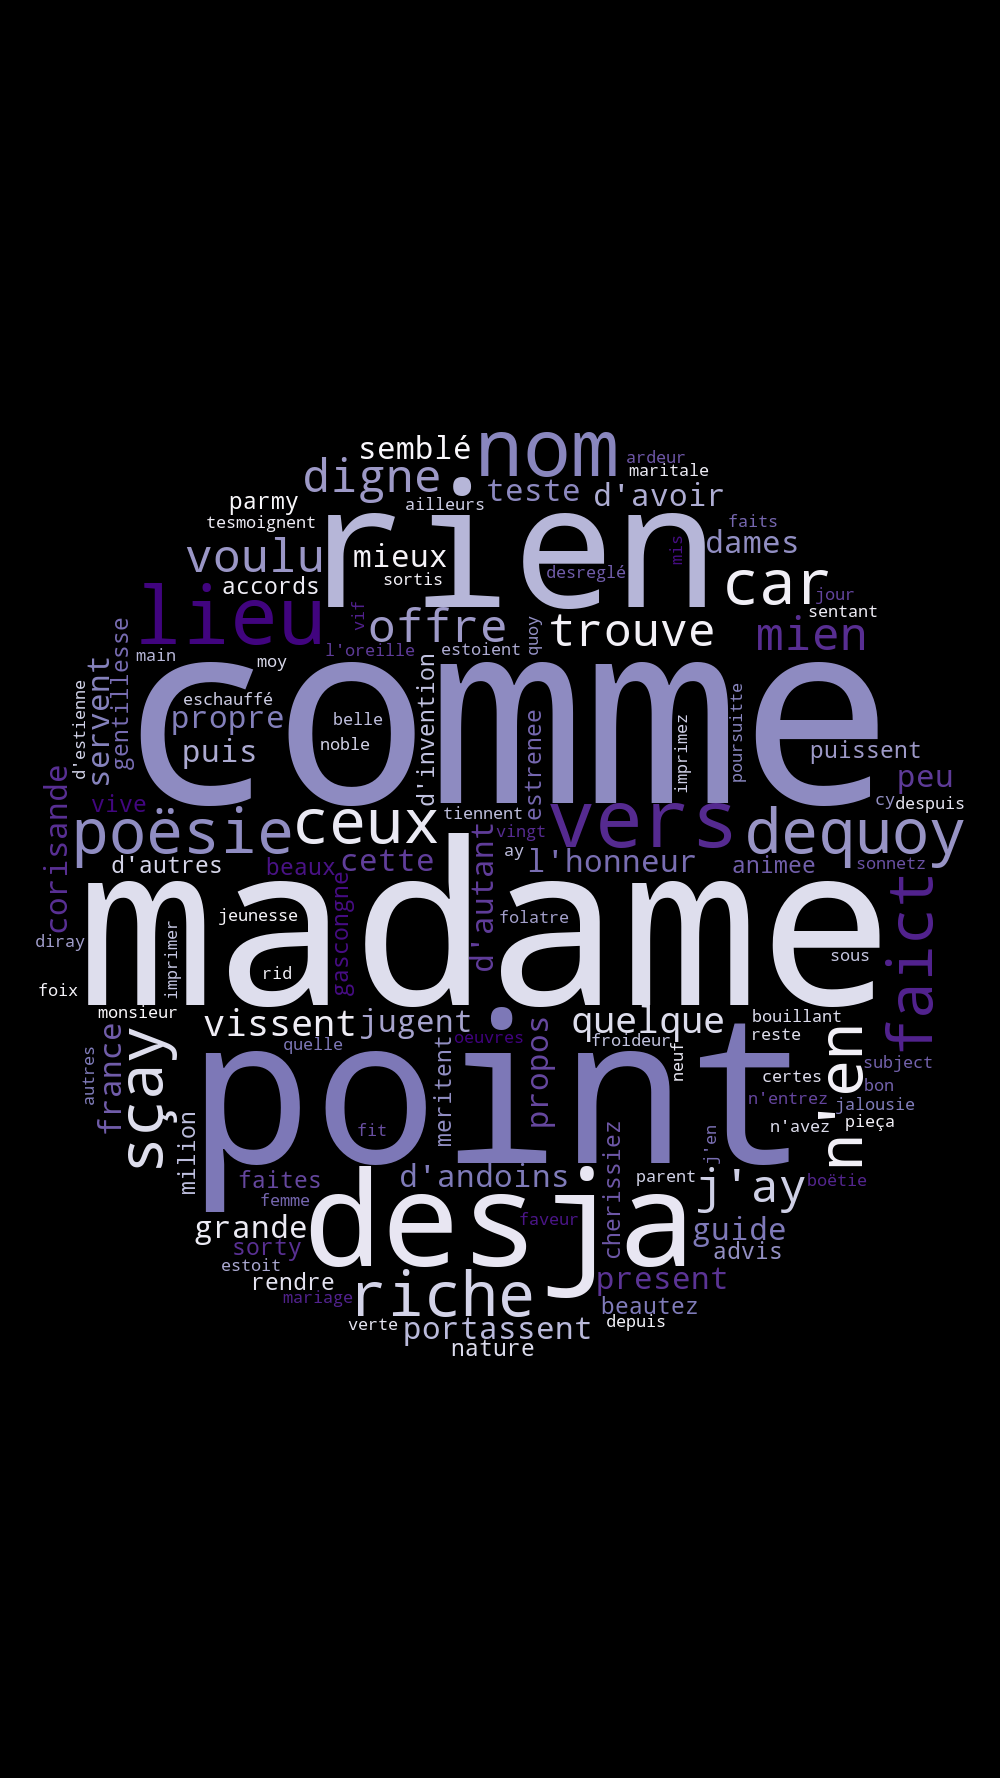 nom
semblé
ardeur
maritale
digne
teste
d'avoir
parmy
ailleurs
tesmoignent
rien
faits
voulu
mieux
mis
dames
accords
sortis
desreglé
car
lieu
vif
offre
quoy
trouve
jour
sentant
mien
gentillesse
main
moy
l'oreille
estoient
servent
d'estienne
comme
eschauffé
propre
belle
d'invention
puis
noble
estrenee
imprimez
poursuitte
puissent
peu
corisande
vive
tiennent
vers
cy
despuis
poësie
ceux
vingt
dequoy
d'autres
beaux
cette
d'autant
ay
l'honneur
animee
sonnetz
madame
jeunesse
gascongne
folatre
faict
diray
imprimer
rid
sous
foix
monsieur
vissent
jugent
quelque
bouillant
france
sçay
quelle
oeuvres
froideur
reste
n'en
autres
point
meritent
propos
neuf
certes
subject
bon
n'entrez
jalousie
milion
fit
j'en
n'avez
pieça
faites
d'andoins
cherissiez
parent
j'ay
boëtie
femme
desja
grande
faveur
guide
sorty
advis
estoit
rendre
riche
present
mariage
beautez
verte
portassent
depuis
nature